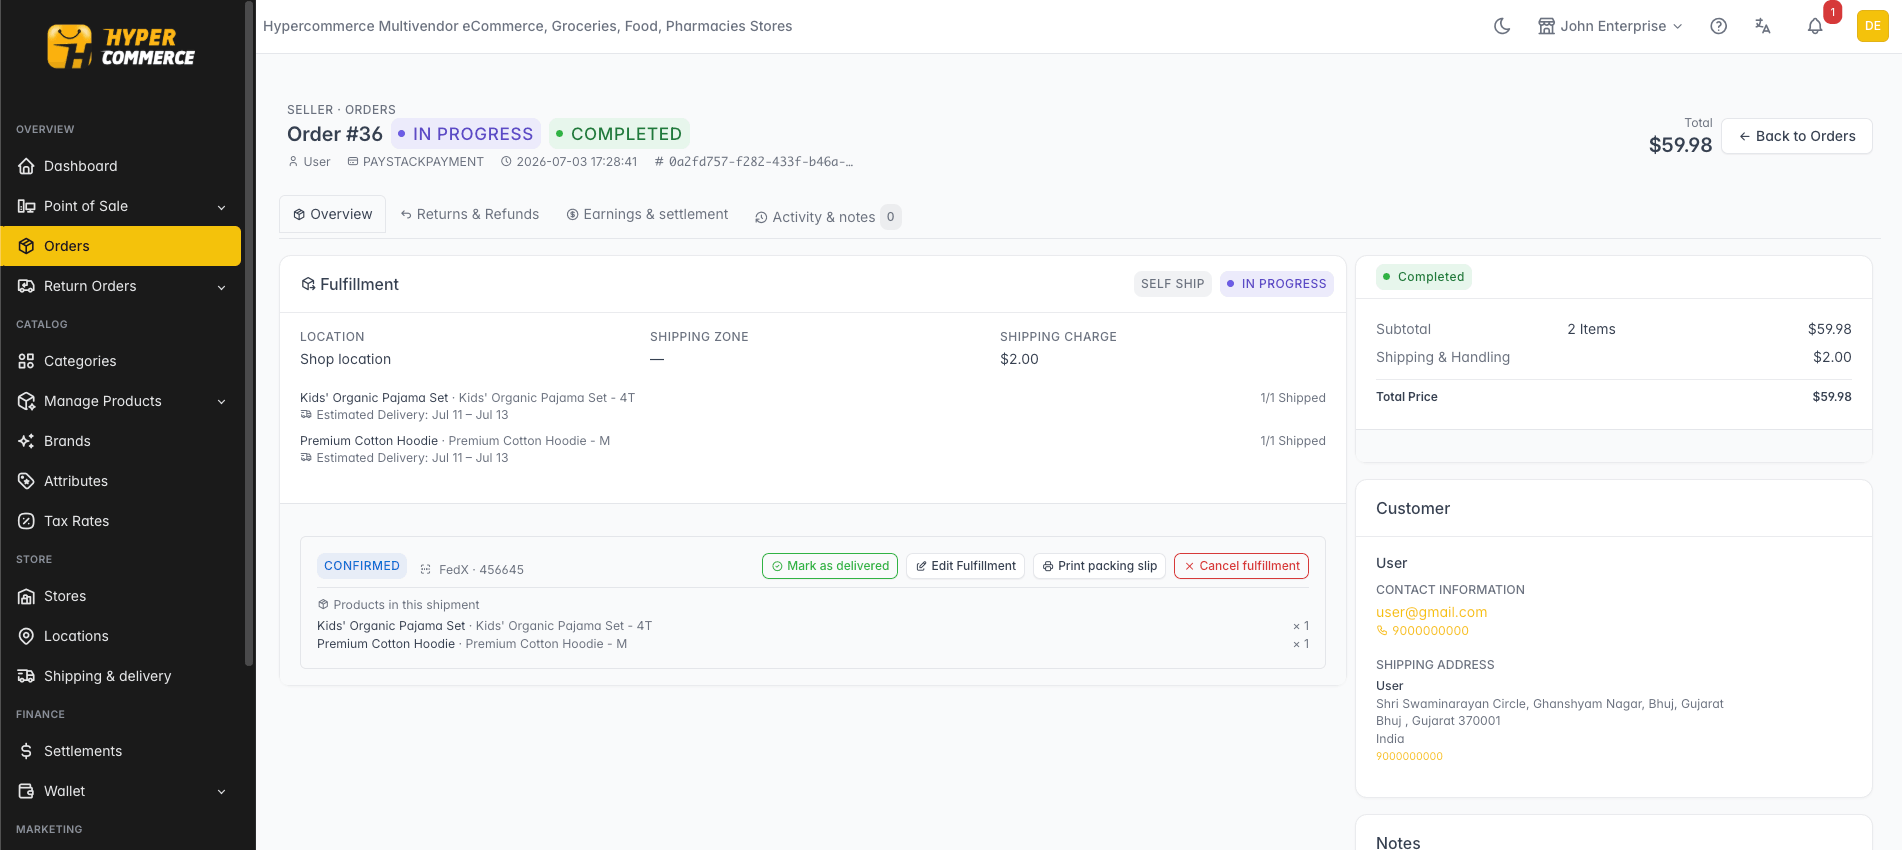 HYPER
COMMERCE
OVERVIEW
Dashboard
Point of Sale
Orders
Return Orders
CATALOG
Categories
Manage Products
Brands
Attributes
Tax Rates
STORE
Stores
Locations
Shipping & delivery
FINANCE
Settlements
Wallet
MARKETING
Hypercommerce Multivendor eCommerce, Groceries, Food, Pharmacies Stores
John Enterprise
1
DE
SELLER · ORDERS
Order #36 IN PROGRESS COMPLETED
User PAYSTACKPAYMENT 2026-07-03 17:28:41 # 0a2fd757-f282-433f-b46a-…
Total
$59.98
← Back to Orders
Overview Returns & Refunds Earnings & settlement Activity & notes 0
Fulfillment SELF SHIP IN PROGRESS
LOCATION SHIPPING ZONE SHIPPING CHARGE
Shop location — $2.00
Kids' Organic Pajama Set · Kids' Organic Pajama Set - 4T 1/1 Shipped
Estimated Delivery: Jul 11 – Jul 13
Premium Cotton Hoodie · Premium Cotton Hoodie - M 1/1 Shipped
Estimated Delivery: Jul 11 – Jul 13
CONFIRMED FedX · 456645 Mark as delivered Edit Fulfillment Print packing slip Cancel fulfillment
Products in this shipment
Kids' Organic Pajama Set · Kids' Organic Pajama Set - 4T × 1
Premium Cotton Hoodie · Premium Cotton Hoodie - M × 1
Completed
Subtotal 2 Items $59.98
Shipping & Handling $2.00
Total Price $59.98
Customer
User
CONTACT INFORMATION
user@gmail.com
9000000000
SHIPPING ADDRESS
User
Shri Swaminarayan Circle, Ghanshyam Nagar, Bhuj, Gujarat
Bhuj , Gujarat 370001
India
9000000000
Notes